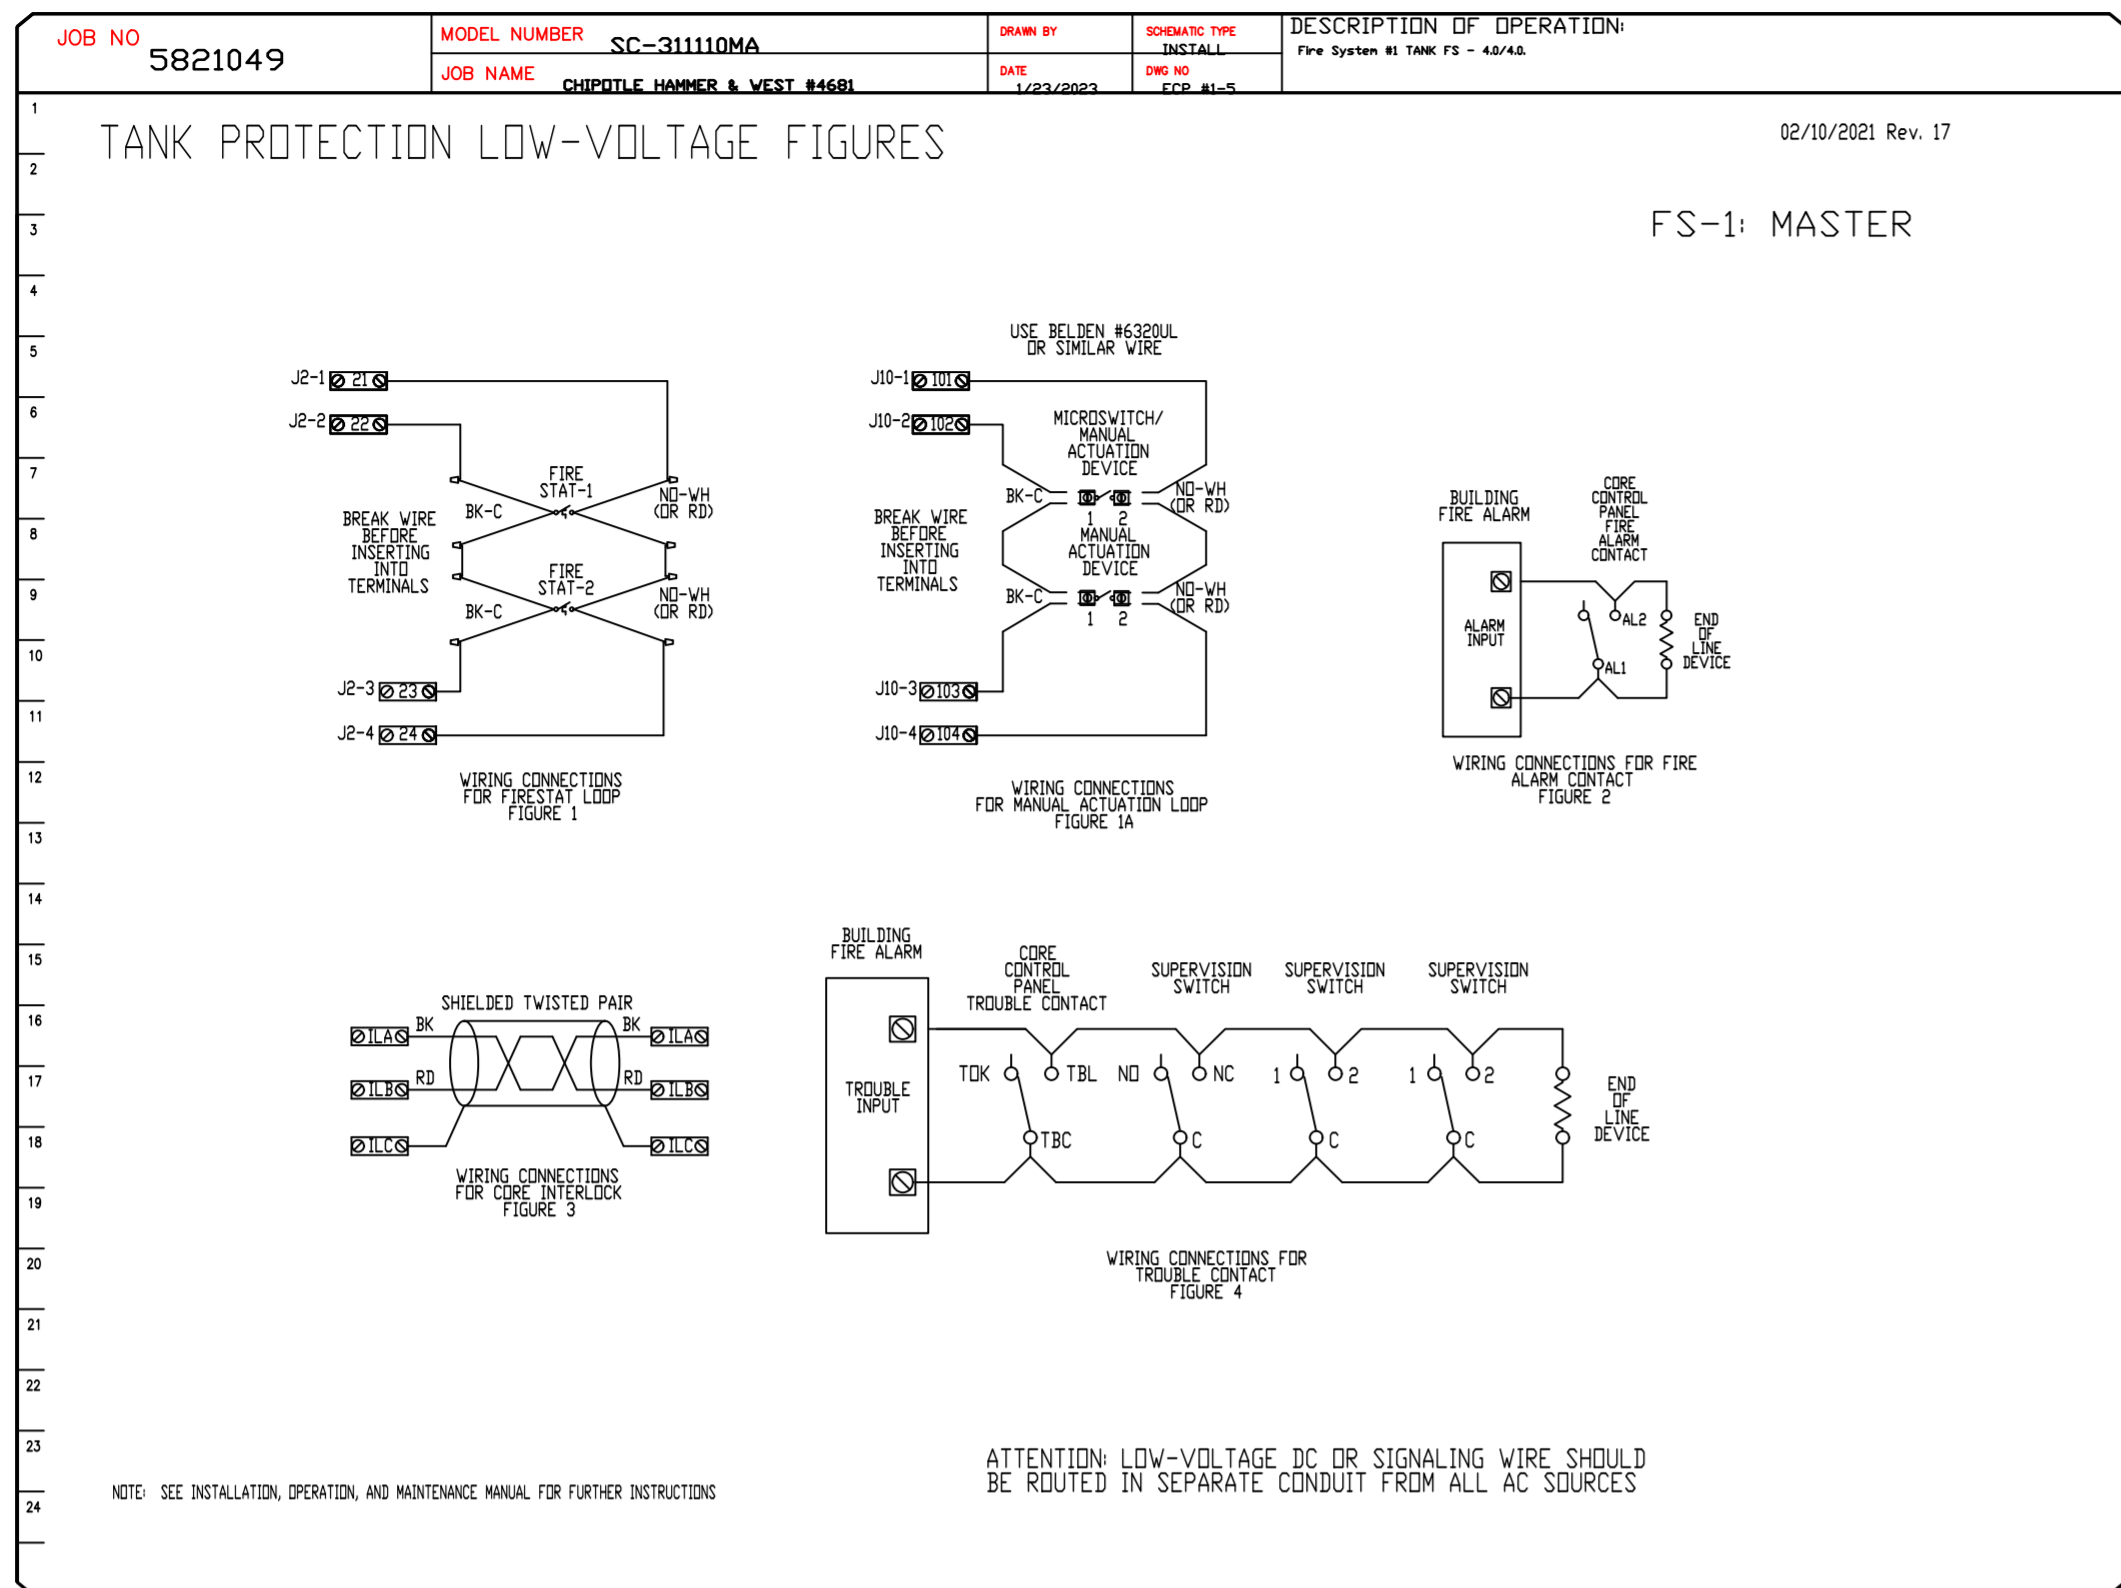 JOB NO
5821049
MODEL NUMBER
SC-311110MA
JOB NAME
CHIPOTLE HAMMER & WEST #4681
DRAWN BY
DATE
1/23/2023
SCHEMATIC TYPE
INSTALL
DWG NO
ECP #1-5
DESCRIPTION OF OPERATION:
Fire System #1 TANK FS - 4.0/4.0.
1
2
3
4
5
6
7
8
9
10
11
12
13
14
15
16
17
18
19
20
21
22
23
24
TANK PROTECTION LOW-VOLTAGE FIGURES
02/10/2021 Rev. 17
FS-1: MASTER
J2-1
21
J2-2
22
FIRE
STAT-1
BK-C
NO-WH
(OR RD)
BREAK WIRE
BEFORE
INSERTING
INTO
TERMINALS
FIRE
STAT-2
BK-C
NO-WH
(OR RD)
J2-3
23
J2-4
24
WIRING CONNECTIONS
FOR FIRESTAT LOOP
FIGURE 1
USE BELDEN #6320UL
OR SIMILAR WIRE
J10-1
101
J10-2
102
MICROSWITCH/
MANUAL
ACTUATION
DEVICE
BK-C
NO-WH
(OR RD)
1 2
BREAK WIRE
BEFORE
INSERTING
INTO
TERMINALS
MANUAL
ACTUATION
DEVICE
BK-C
NO-WH
(OR RD)
1 2
J10-3
103
J10-4
104
WIRING CONNECTIONS
FOR MANUAL ACTUATION LOOP
FIGURE 1A
BUILDING
FIRE ALARM
CORE
CONTROL
PANEL
FIRE
ALARM
CONTACT
ALARM
INPUT
AL2
AL1
END
OF
LINE
DEVICE
WIRING CONNECTIONS FOR FIRE
ALARM CONTACT
FIGURE 2
SHIELDED TWISTED PAIR
ILA
BK
BK
ILA
ILB
RD
RD
ILB
ILC
ILC
WIRING CONNECTIONS
FOR CORE INTERLOCK
FIGURE 3
BUILDING
FIRE ALARM
CORE
CONTROL
PANEL
TROUBLE CONTACT
SUPERVISION
SWITCH
SUPERVISION
SWITCH
SUPERVISION
SWITCH
TROUBLE
INPUT
TOK
TBL
NO
NC
1
2
1
2
TBC
C
C
C
END
OF
LINE
DEVICE
WIRING CONNECTIONS FOR
TROUBLE CONTACT
FIGURE 4
NOTE: SEE INSTALLATION, OPERATION, AND MAINTENANCE MANUAL FOR FURTHER INSTRUCTIONS
ATTENTION: LOW-VOLTAGE DC OR SIGNALING WIRE SHOULD
BE ROUTED IN SEPARATE CONDUIT FROM ALL AC SOURCES